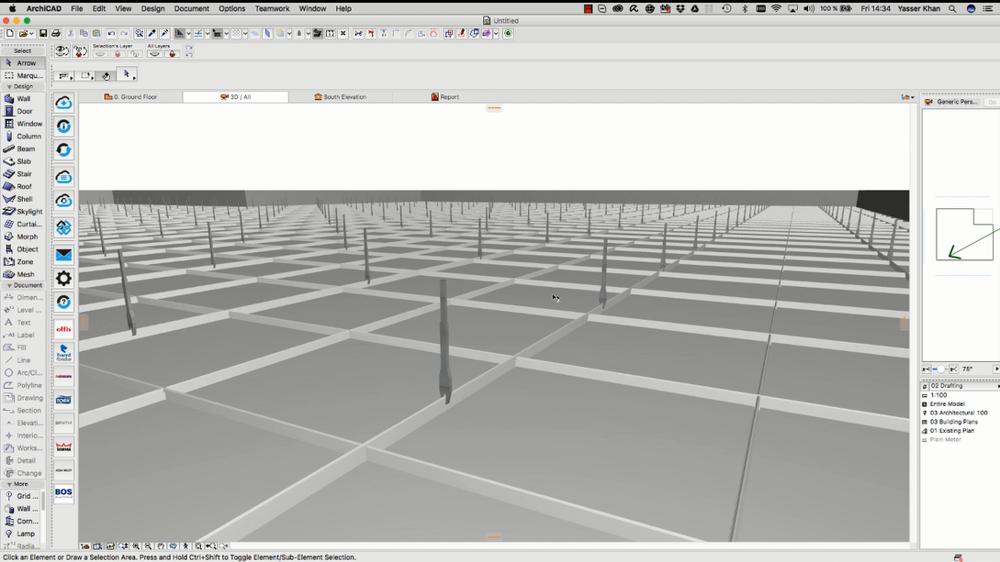 ArchiCAD File Edit View Design Document Options Teamwork Window Help 100 % Fri 14:34 Yasser Khan
Untitled
Select
Selection's Layer
All Layers
Arrow
Marqu...
Design
Wall
Door
Window
Column
Beam
Slab
Stair
Roof
Shell
Skylight
Curtai...
Morph
Object
Zone
Mesh
Document
Dimen...
Level ...
Text
Label
Fill
Line
Arc/Ci...
Polyline
Drawing
Section
Elevati...
Interio...
Works...
Detail
Change
More
Grid ...
Wall ...
Corn...
Lamp
Radia...
olfa
TORK
DORMA
BOS
0. Ground Floor
3D / All
South Elevation
Report
Generic Pers...
75°
02 Drafting
1:100
Entire Model
03 Architectural 100
03 Building Plans
01 Existing Plan
Plain Meter
Click an Element or Draw a Selection Area. Press and Hold Ctrl+Shift to Toggle Element/Sub-Element Selection.